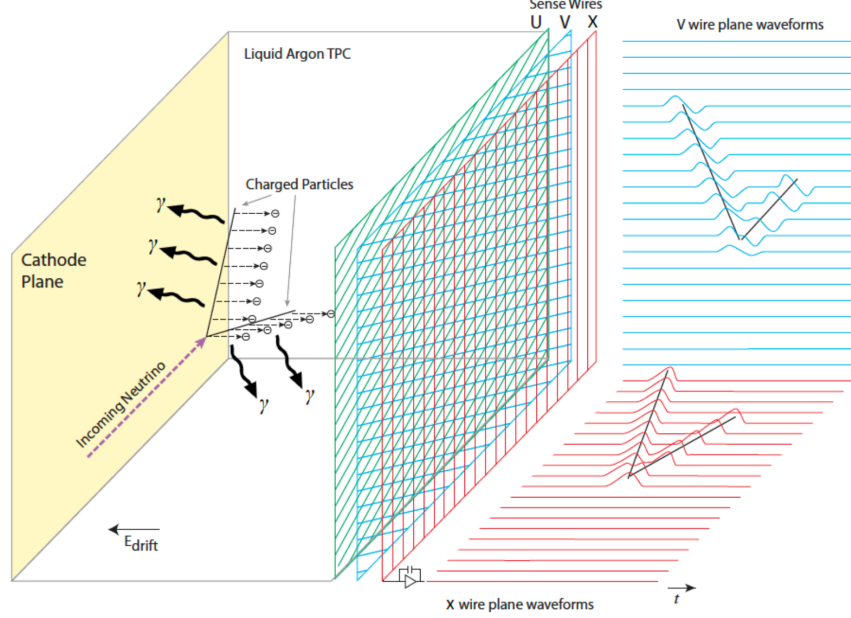 Sense Wires
U V X
V wire plane waveforms
Liquid Argon TPC
Charged Particles
γ
γ
γ
Cathode
Plane
γ
γ
Incoming Neutrino
Edrift
t
X wire plane waveforms